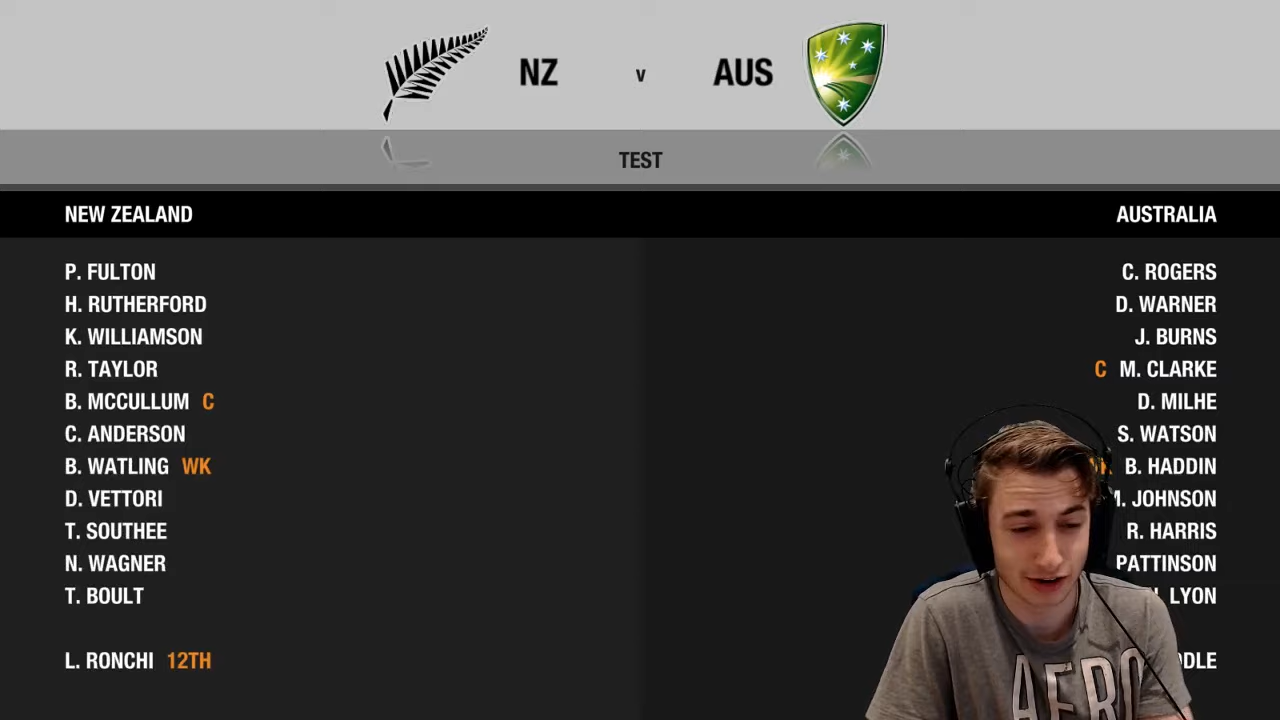 NZ v AUS
TEST
NEW ZEALAND AUSTRALIA
P. FULTON C. ROGERS
H. RUTHERFORD D. WARNER
K. WILLIAMSON J. BURNS
R. TAYLOR C M. CLARKE
B. MCCULLUM C D. MILHE
C. ANDERSON S. WATSON
B. WATLING WK B. HADDIN
D. VETTORI JOHNSON
T. SOUTHEE R. HARRIS
N. WAGNER PATTINSON
T. BOULT LYON
L. RONCHI 12TH
AERO